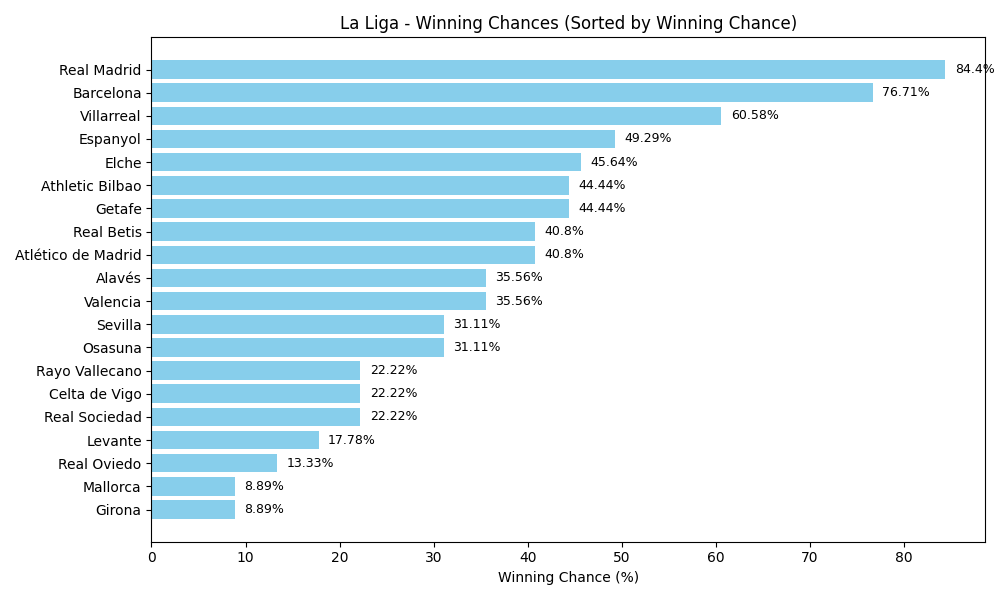 La Liga - Winning Chances (Sorted by Winning Chance)
Real Madrid 84.4%
Barcelona 76.71%
Villarreal 60.58%
Espanyol 49.29%
Elche 45.64%
Athletic Bilbao 44.44%
Getafe 44.44%
Real Betis 40.8%
Atlético de Madrid 40.8%
Alavés 35.56%
Valencia 35.56%
Sevilla 31.11%
Osasuna 31.11%
Rayo Vallecano 22.22%
Celta de Vigo 22.22%
Real Sociedad 22.22%
Levante 17.78%
Real Oviedo 13.33%
Mallorca 8.89%
Girona 8.89%
0 10 20 30 40 50 60 70 80
Winning Chance (%)